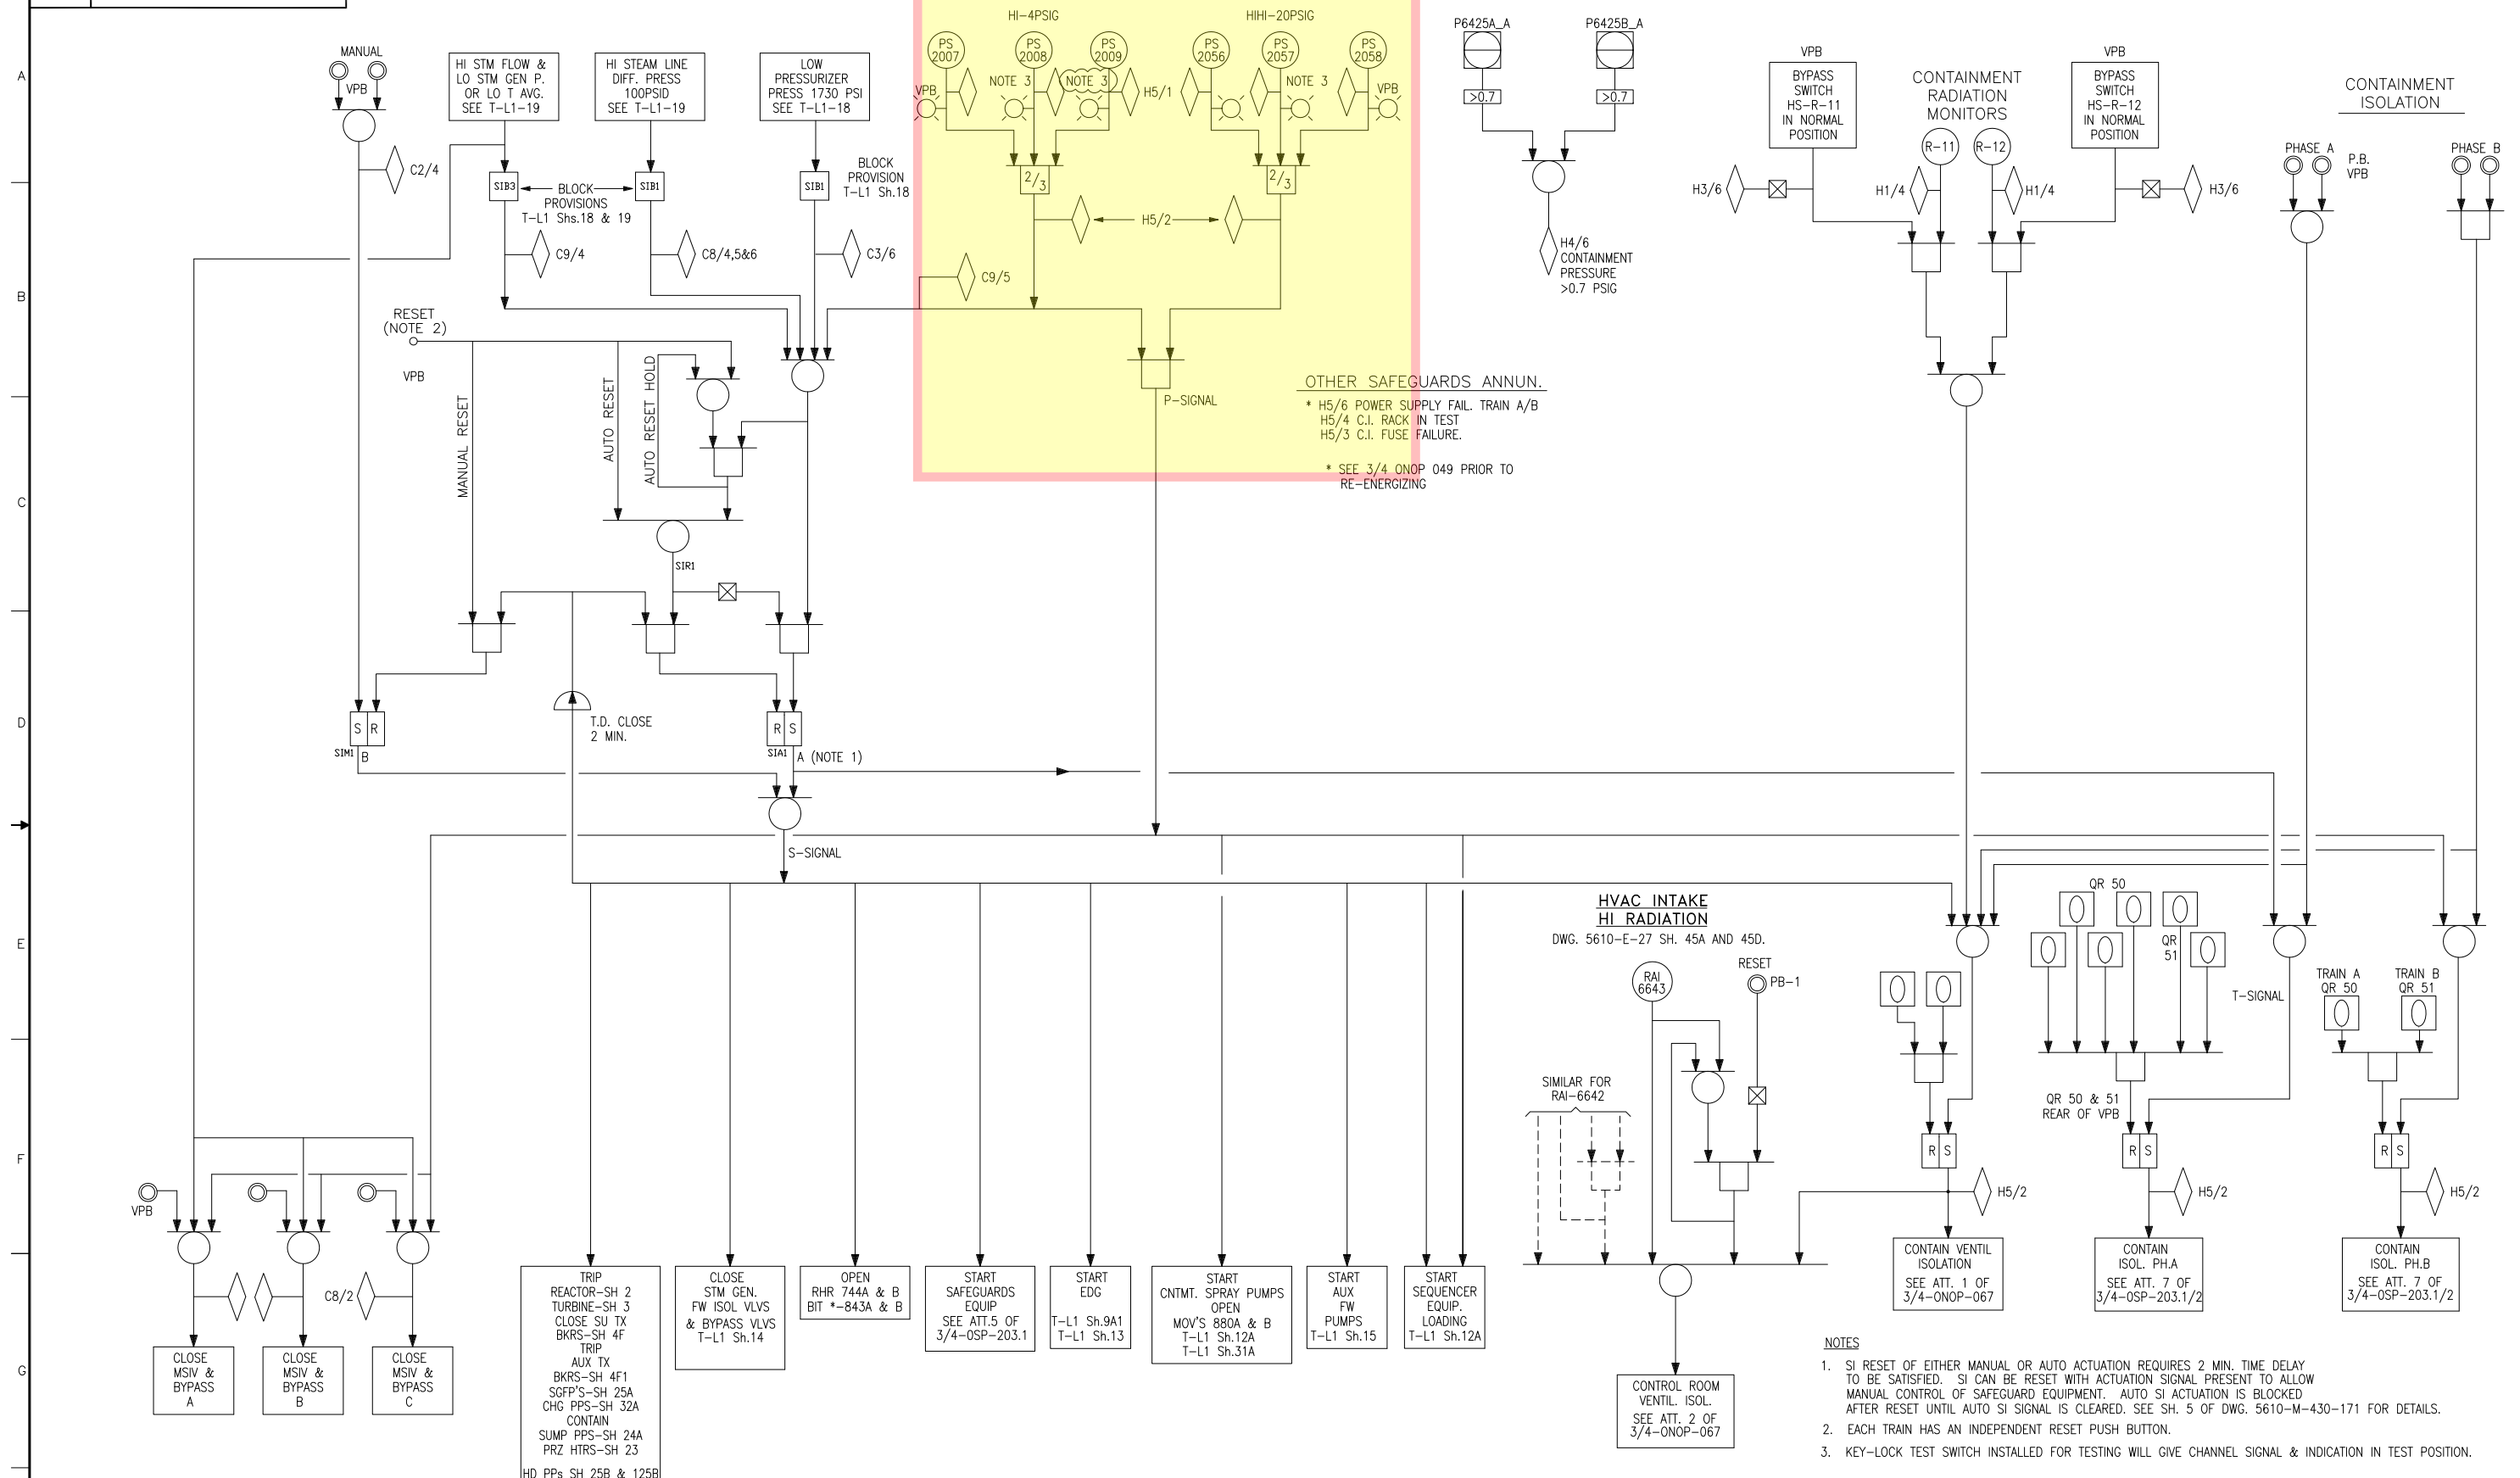 HI-4PSIG
HIHI-20PSIG
PS
2007
PS
2008
PS
2009
PS
2056
PS
2057
PS
2058
P6425A_A
P6425B_A
A
MANUAL
VPB
HI STM FLOW &
LO STM GEN P.
OR LO T AVG.
SEE T-L1-19
HI STEAM LINE
DIFF. PRESS
100PSID
SEE T-L1-19
LOW
PRESSURIZER
PRESS 1730 PSI
SEE T-L1-18
VPB
NOTE 3
NOTE 3
H5/1
NOTE 3
VPB
>0.7
>0.7
VPB
BYPASS
SWITCH
HS-R-11
IN NORMAL
POSITION
CONTAINMENT
RADIATION
MONITORS
R-11
R-12
VPB
BYPASS
SWITCH
HS-R-12
IN NORMAL
POSITION
CONTAINMENT
ISOLATION
PHASE A
P.B.
VPB
PHASE B
C2/4
SIB3
BLOCK
PROVISIONS
T-L1 Shs.18 & 19
SIB1
SIB1
BLOCK
PROVISION
T-L1 Sh.18
2/3
2/3
H3/6
H1/4
H1/4
H3/6
B
C9/4
C8/4,5&6
C3/6
H5/2
C9/5
H4/6
CONTAINMENT
PRESSURE
>0.7 PSIG
RESET
(NOTE 2)
VPB
MANUAL RESET
AUTO RESET
AUTO RESET HOLD
P-SIGNAL
OTHER SAFEGUARDS ANNUN.
* H5/6 POWER SUPPLY FAIL. TRAIN A/B
H5/4 C.I. RACK IN TEST
H5/3 C.I. FUSE FAILURE.
* SEE 3/4 ONOP 049 PRIOR TO
RE-ENERGIZING
C
SIR1
D
S R
SIM1
B
T.D. CLOSE
2 MIN.
R S
SIA1
A (NOTE 1)
S-SIGNAL
E
HVAC INTAKE
HI RADIATION
DWG. 5610-E-27 SH. 45A AND 45D.
RAI
6643
RESET
PB-1
QR 50
QR
51
T-SIGNAL
TRAIN A
QR 50
TRAIN B
QR 51
SIMILAR FOR
RAI-6642
QR 50 & 51
REAR OF VPB
F
R S
R S
R S
H5/2
H5/2
H5/2
VPB
C8/2
G
CLOSE
MSIV &
BYPASS
A
CLOSE
MSIV &
BYPASS
B
CLOSE
MSIV &
BYPASS
C
TRIP
REACTOR-SH 2
TURBINE-SH 3
CLOSE SU TX
BKRS-SH 4F
TRIP
AUX TX
BKRS-SH 4F1
SGFP'S-SH 25A
CHG PPS-SH 32A
CONTAIN
SUMP PPS-SH 24A
PRZ HTRS-SH 23
HD PPs SH 25B & 125B
CLOSE
STM GEN.
FW ISOL VLVS
& BYPASS VLVS
T-L1 Sh.14
OPEN
RHR 744A & B
BIT *-843A & B
START
SAFEGUARDS
EQUIP
SEE ATT.5 OF
3/4-OSP-203.1
START
EDG
T-L1 Sh.9A1
T-L1 Sh.13
START
CNTMT. SPRAY PUMPS
OPEN
MOV'S 880A & B
T-L1 Sh.12A
T-L1 Sh.31A
START
AUX
FW
PUMPS
T-L1 Sh.15
START
SEQUENCER
EQUIP.
LOADING
T-L1 Sh.12A
CONTROL ROOM
VENTIL. ISOL.
SEE ATT. 2 OF
3/4-ONOP-067
CONTAIN VENTIL
ISOLATION
SEE ATT. 1 OF
3/4-ONOP-067
CONTAIN
ISOL. PH.A
SEE ATT. 7 OF
3/4-OSP-203.1/2
CONTAIN
ISOL. PH.B
SEE ATT. 7 OF
3/4-OSP-203.1/2
NOTES
1. SI RESET OF EITHER MANUAL OR AUTO ACTUATION REQUIRES 2 MIN. TIME DELAY
TO BE SATISFIED. SI CAN BE RESET WITH ACTUATION SIGNAL PRESENT TO ALLOW
MANUAL CONTROL OF SAFEGUARD EQUIPMENT. AUTO SI ACTUATION IS BLOCKED
AFTER RESET UNTIL AUTO SI SIGNAL IS CLEARED. SEE SH. 5 OF DWG. 5610-M-430-171 FOR DETAILS.
2. EACH TRAIN HAS AN INDEPENDENT RESET PUSH BUTTON.
3. KEY-LOCK TEST SWITCH INSTALLED FOR TESTING WILL GIVE CHANNEL SIGNAL & INDICATION IN TEST POSITION.